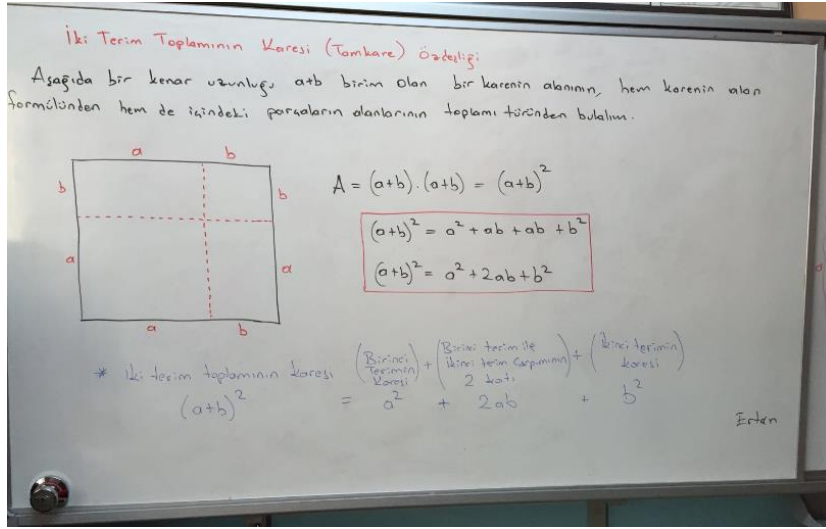 İki Terim Toplamının Karesi (Tamkare) Özdeşliği
Aşağıda bir kenar uzunluğu a+b birim olan bir karenin alanının, hem karenin alan
formülünden hem de içindeki parçaların alanlarının toplamı türünden bulalım.
a b
b b
a a
a b
A = (a+b).(a+b) = (a+b)²
(a+b)² = a² + ab + ab + b²
(a+b)² = a² + 2ab + b²
* İki terim toplamının karesi (Birinci Terimin Karesi) + (Birinci terim ile ikinci terim çarpımının 2 katı) + (İkinci terimin karesi)
(a+b)² = a² + 2ab + b²
Ertan